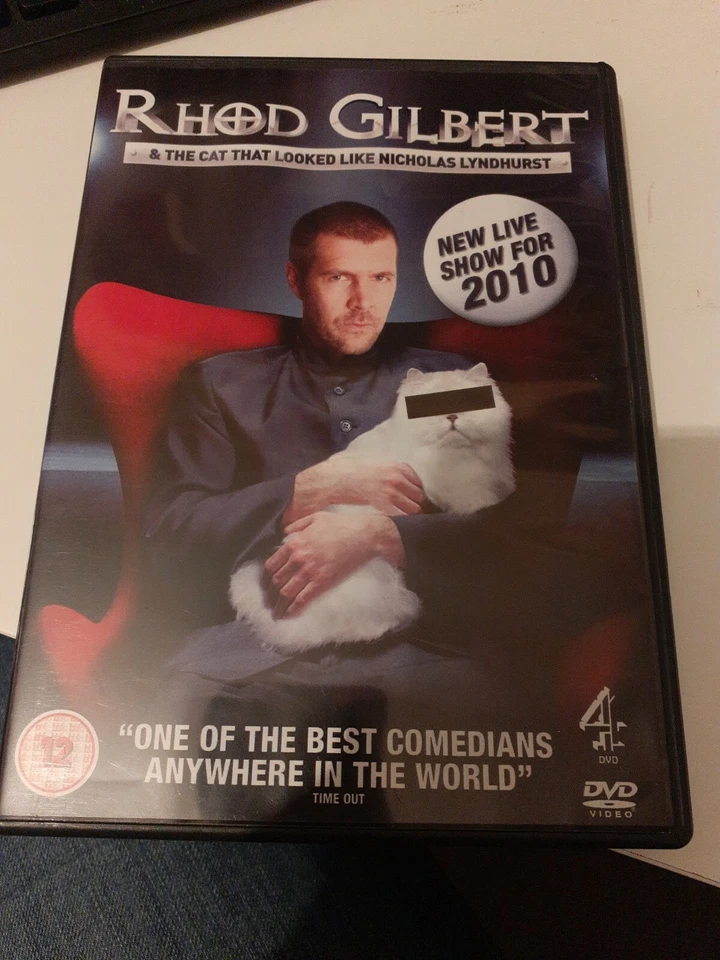 RHOD GILBERT
& THE CAT THAT LOOKED LIKE NICHOLAS LYNDHURST
NEW LIVE
SHOW FOR
2010
12
"ONE OF THE BEST COMEDIANS
ANYWHERE IN THE WORLD"
TIME OUT
4
DVD
DVD
VIDEO